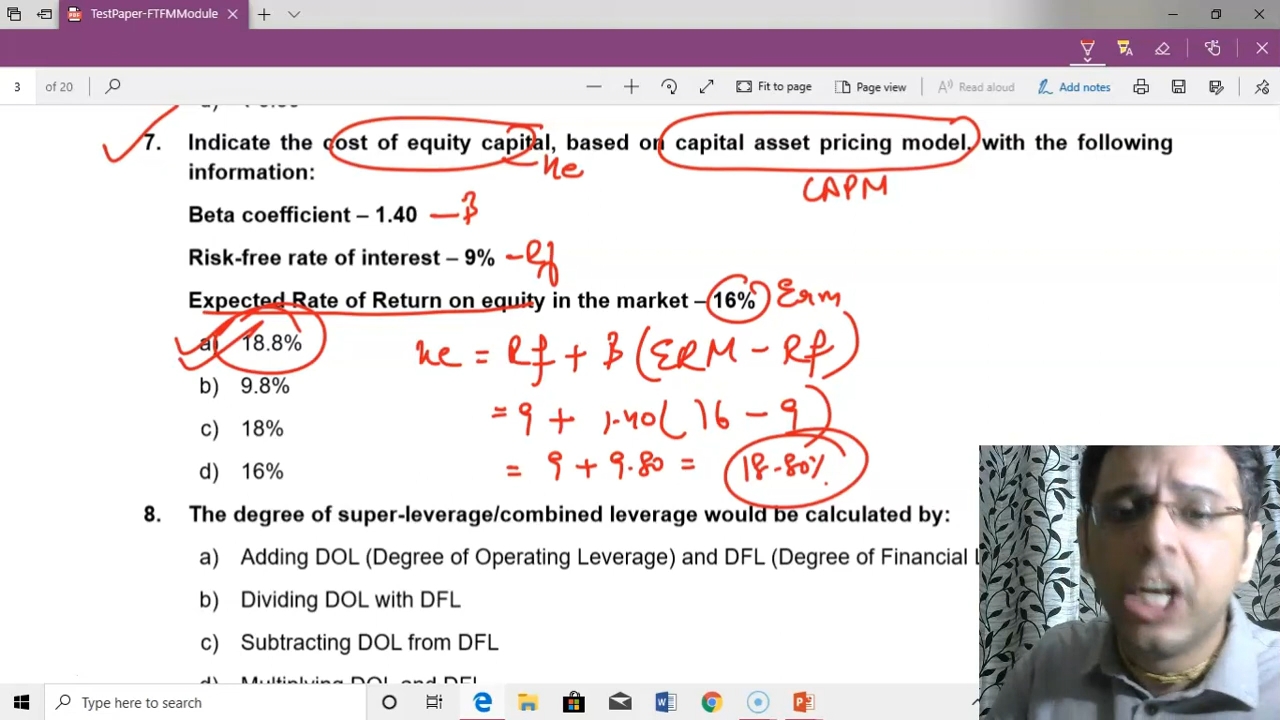 TestPaper-FTFMModule
3 of 20 Fit to page Page view Read aloud Add notes
7. Indicate the cost of equity capital, based on capital asset pricing model, with the following
information:
Ke
CAPM
Beta coefficient – 1.40 – β
Risk-free rate of interest – 9% – Rf
Expected Rate of Return on equity in the market – 16% ERM
a) 18.8%
Ke = Rf + β (ERM – Rf)
b) 9.8%
= 9 + 1.40 (16 – 9)
c) 18%
= 9 + 9.80 = 18.80%
d) 16%
8. The degree of super-leverage/combined leverage would be calculated by:
a) Adding DOL (Degree of Operating Leverage) and DFL (Degree of Financial
b) Dividing DOL with DFL
c) Subtracting DOL from DFL
d) Multiplying DOL and DFL
Type here to search